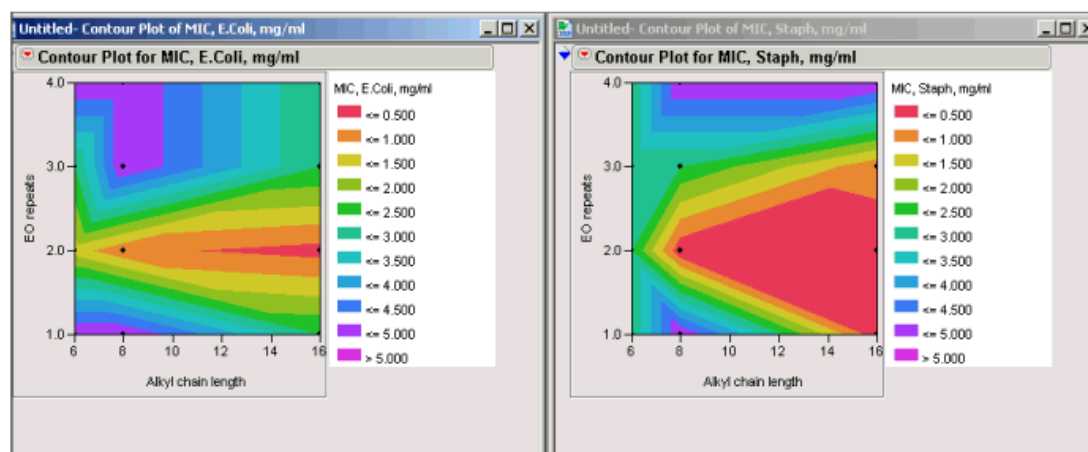 Untitled- Contour Plot of MIC, E.Coli, mg/ml
Contour Plot for MIC, E.Coli, mg/ml
4.0
3.0
2.0
1.0
EO repeats
6 8 10 12 14 16
Alkyl chain length
MIC, E.Coli, mg/ml
<= 0.500
<= 1.000
<= 1.500
<= 2.000
<= 2.500
<= 3.000
<= 3.500
<= 4.000
<= 4.500
<= 5.000
> 5.000
Untitled- Contour Plot of MIC, Staph, mg/ml
Contour Plot for MIC, Staph, mg/ml
4.0
3.0
2.0
1.0
EO repeats
6 8 10 12 14 16
Alkyl chain length
MIC, Staph, mg/ml
<= 0.500
<= 1.000
<= 1.500
<= 2.000
<= 2.500
<= 3.000
<= 3.500
<= 4.000
<= 4.500
<= 5.000
> 5.000